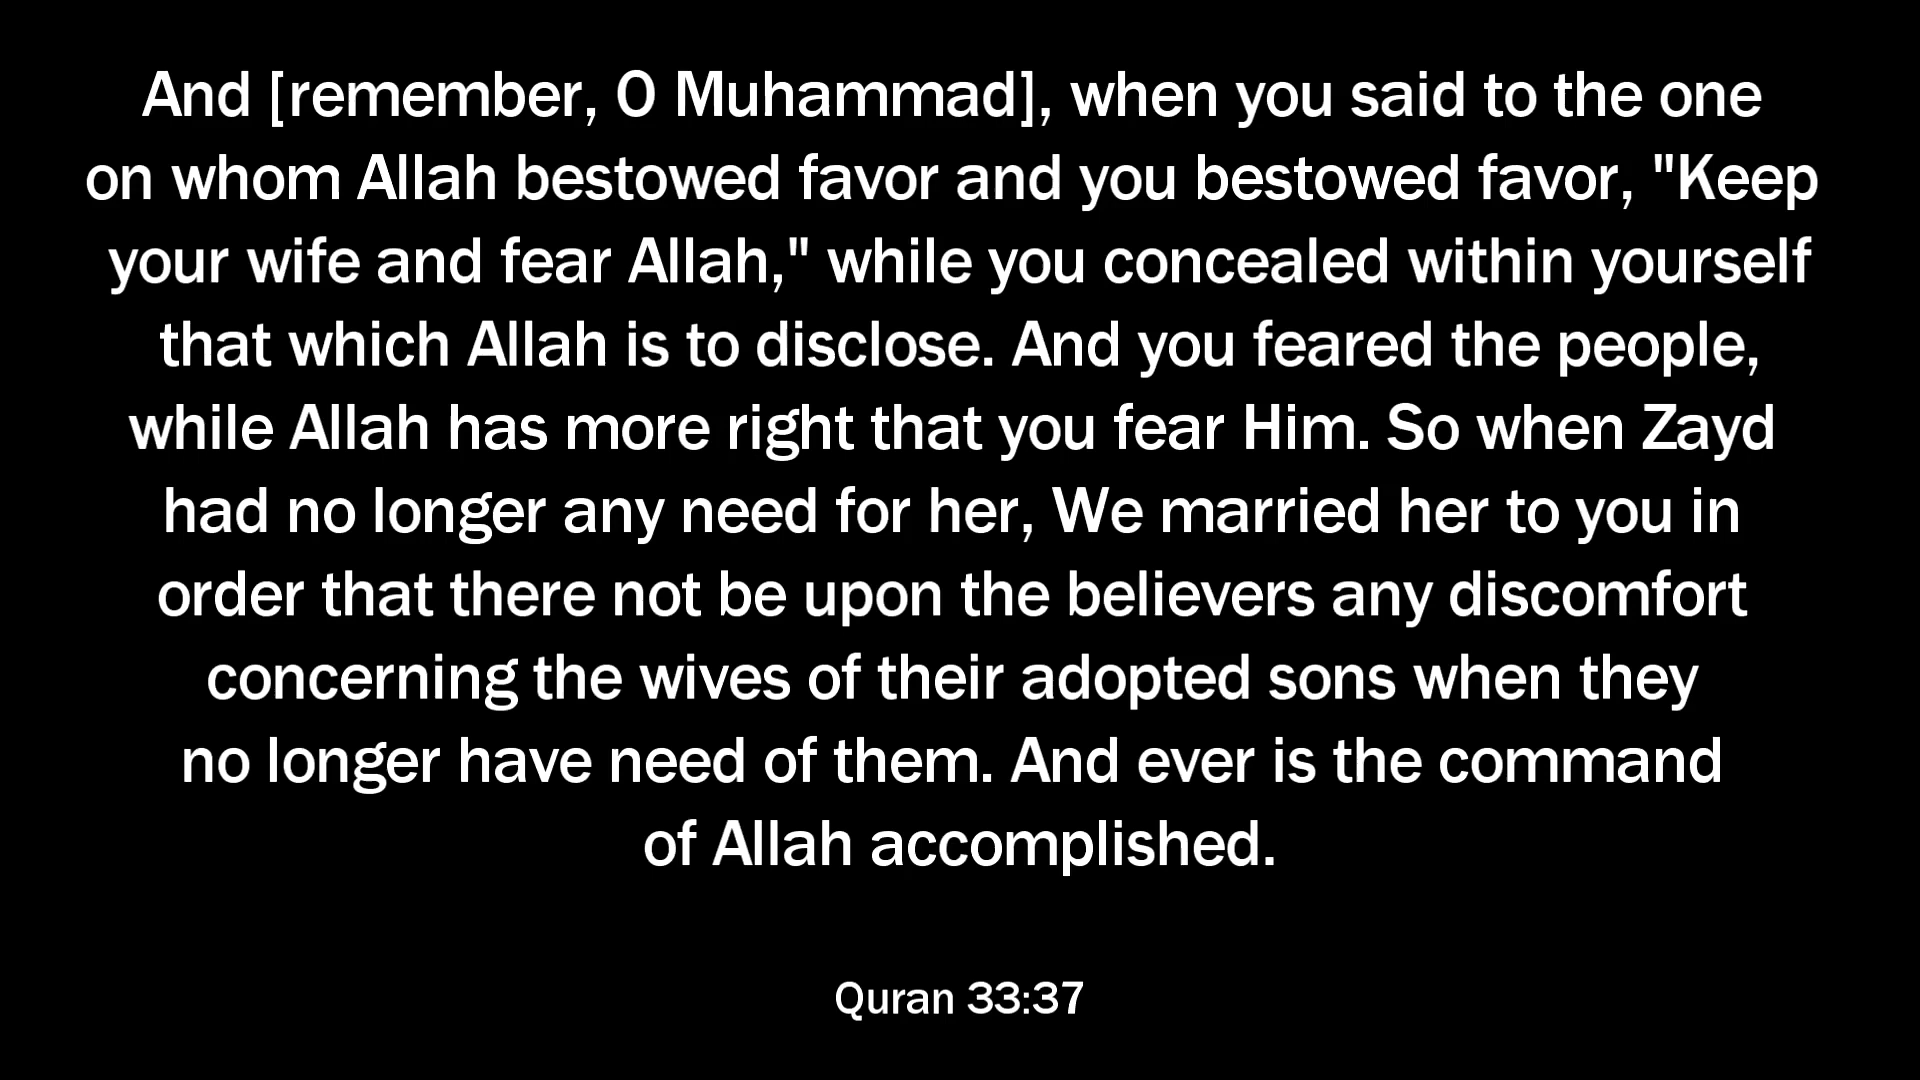 And [remember, O Muhammad], when you said to the one
on whom Allah bestowed favor and you bestowed favor, "Keep
your wife and fear Allah," while you concealed within yourself
that which Allah is to disclose. And you feared the people,
while Allah has more right that you fear Him. So when Zayd
had no longer any need for her, We married her to you in
order that there not be upon the believers any discomfort
concerning the wives of their adopted sons when they
no longer have need of them. And ever is the command
of Allah accomplished.
Quran 33:37